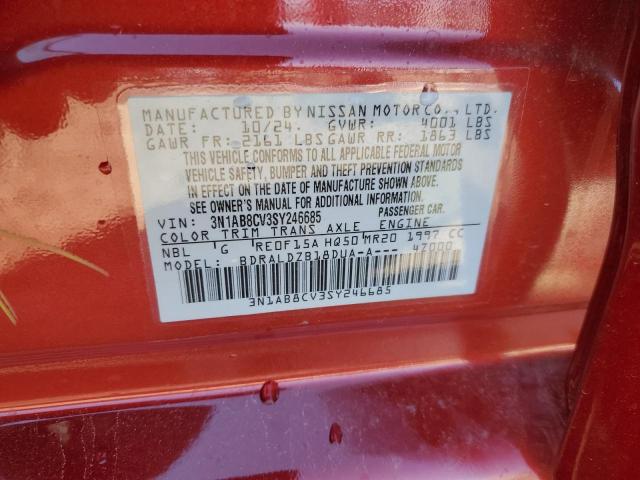 MANUFACTURED BY NISSAN MOTOR CO., LTD.
DATE: 10/24. GVWR: 4001 LBS
GAWR FR: 2161 LBS GAWR RR: 1863 LBS
THIS VEHICLE CONFORMS TO ALL APPLICABLE FEDERAL MOTOR
VEHICLE SAFETY, BUMPER AND THEFT PREVENTION STANDARDS
IN EFFECT ON THE DATE OF MANUFACTURE SHOWN ABOVE.
SEE OWNER'S MANUAL FOR ADDITIONAL INFORMATION.
VIN: 3N1AB8CV3SY246685 PASSENGER CAR.
COLOR TRIM TRANS AXLE ENGINE
NBL G RE0F15A HQ50 MR20 1997 CC
MODEL: BDRALDZB18DUA-A--- 4Z000
3N1AB8CV3SY246685